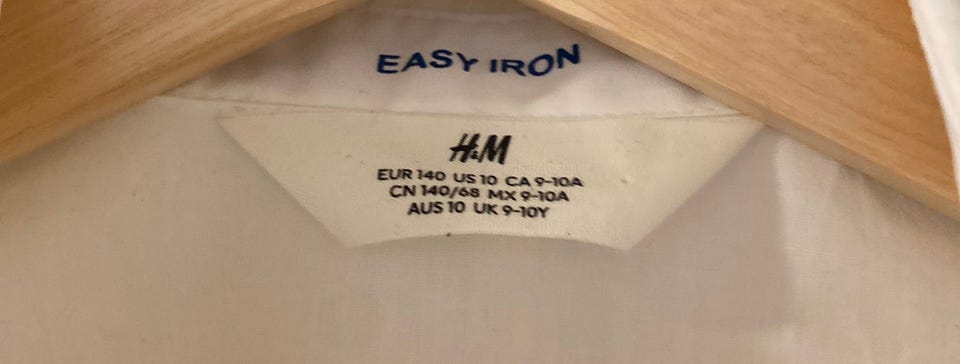 EASY IRON
H&M
EUR 140 US 10 CA 9-10A
CN 140/68 MX 9-10A
AUS 10 UK 9-10Y